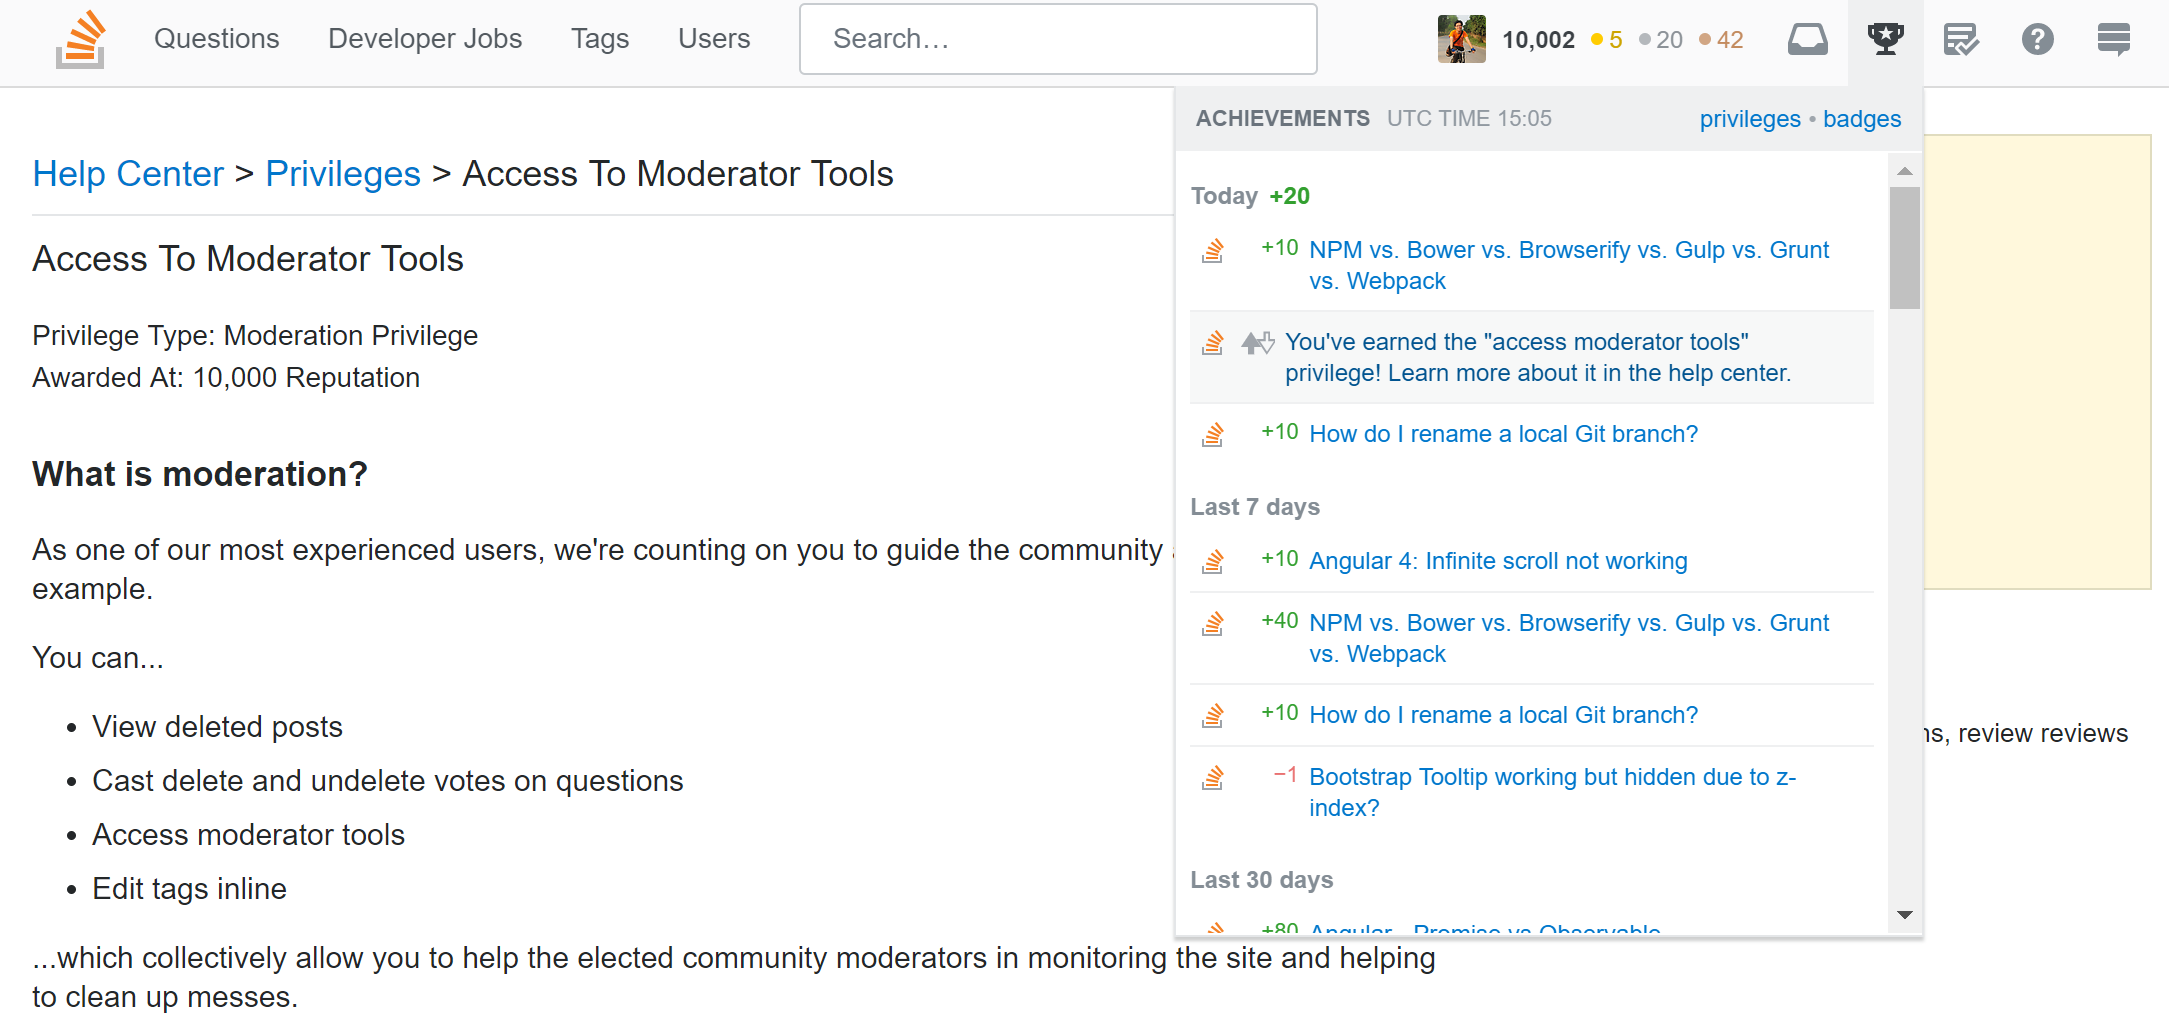 Questions Developer Jobs Tags Users Search… 10,002 5 20 42
ACHIEVEMENTS UTC TIME 15:05 privileges • badges
Help Center > Privileges > Access To Moderator Tools
Access To Moderator Tools
Privilege Type: Moderation Privilege
Awarded At: 10,000 Reputation
What is moderation?
As one of our most experienced users, we're counting on you to guide the community
example.
You can...
• View deleted posts
• Cast delete and undelete votes on questions
• Access moderator tools
• Edit tags inline
...which collectively allow you to help the elected community moderators in monitoring the site and helping
to clean up messes.
Today +20
+10 NPM vs. Bower vs. Browserify vs. Gulp vs. Grunt
vs. Webpack
You've earned the "access moderator tools"
privilege! Learn more about it in the help center.
+10 How do I rename a local Git branch?
Last 7 days
+10 Angular 4: Infinite scroll not working
+40 NPM vs. Bower vs. Browserify vs. Gulp vs. Grunt
vs. Webpack
+10 How do I rename a local Git branch?
−1 Bootstrap Tooltip working but hidden due to z-
index?
Last 30 days
+80 Angular - Promise vs Observable
, review reviews